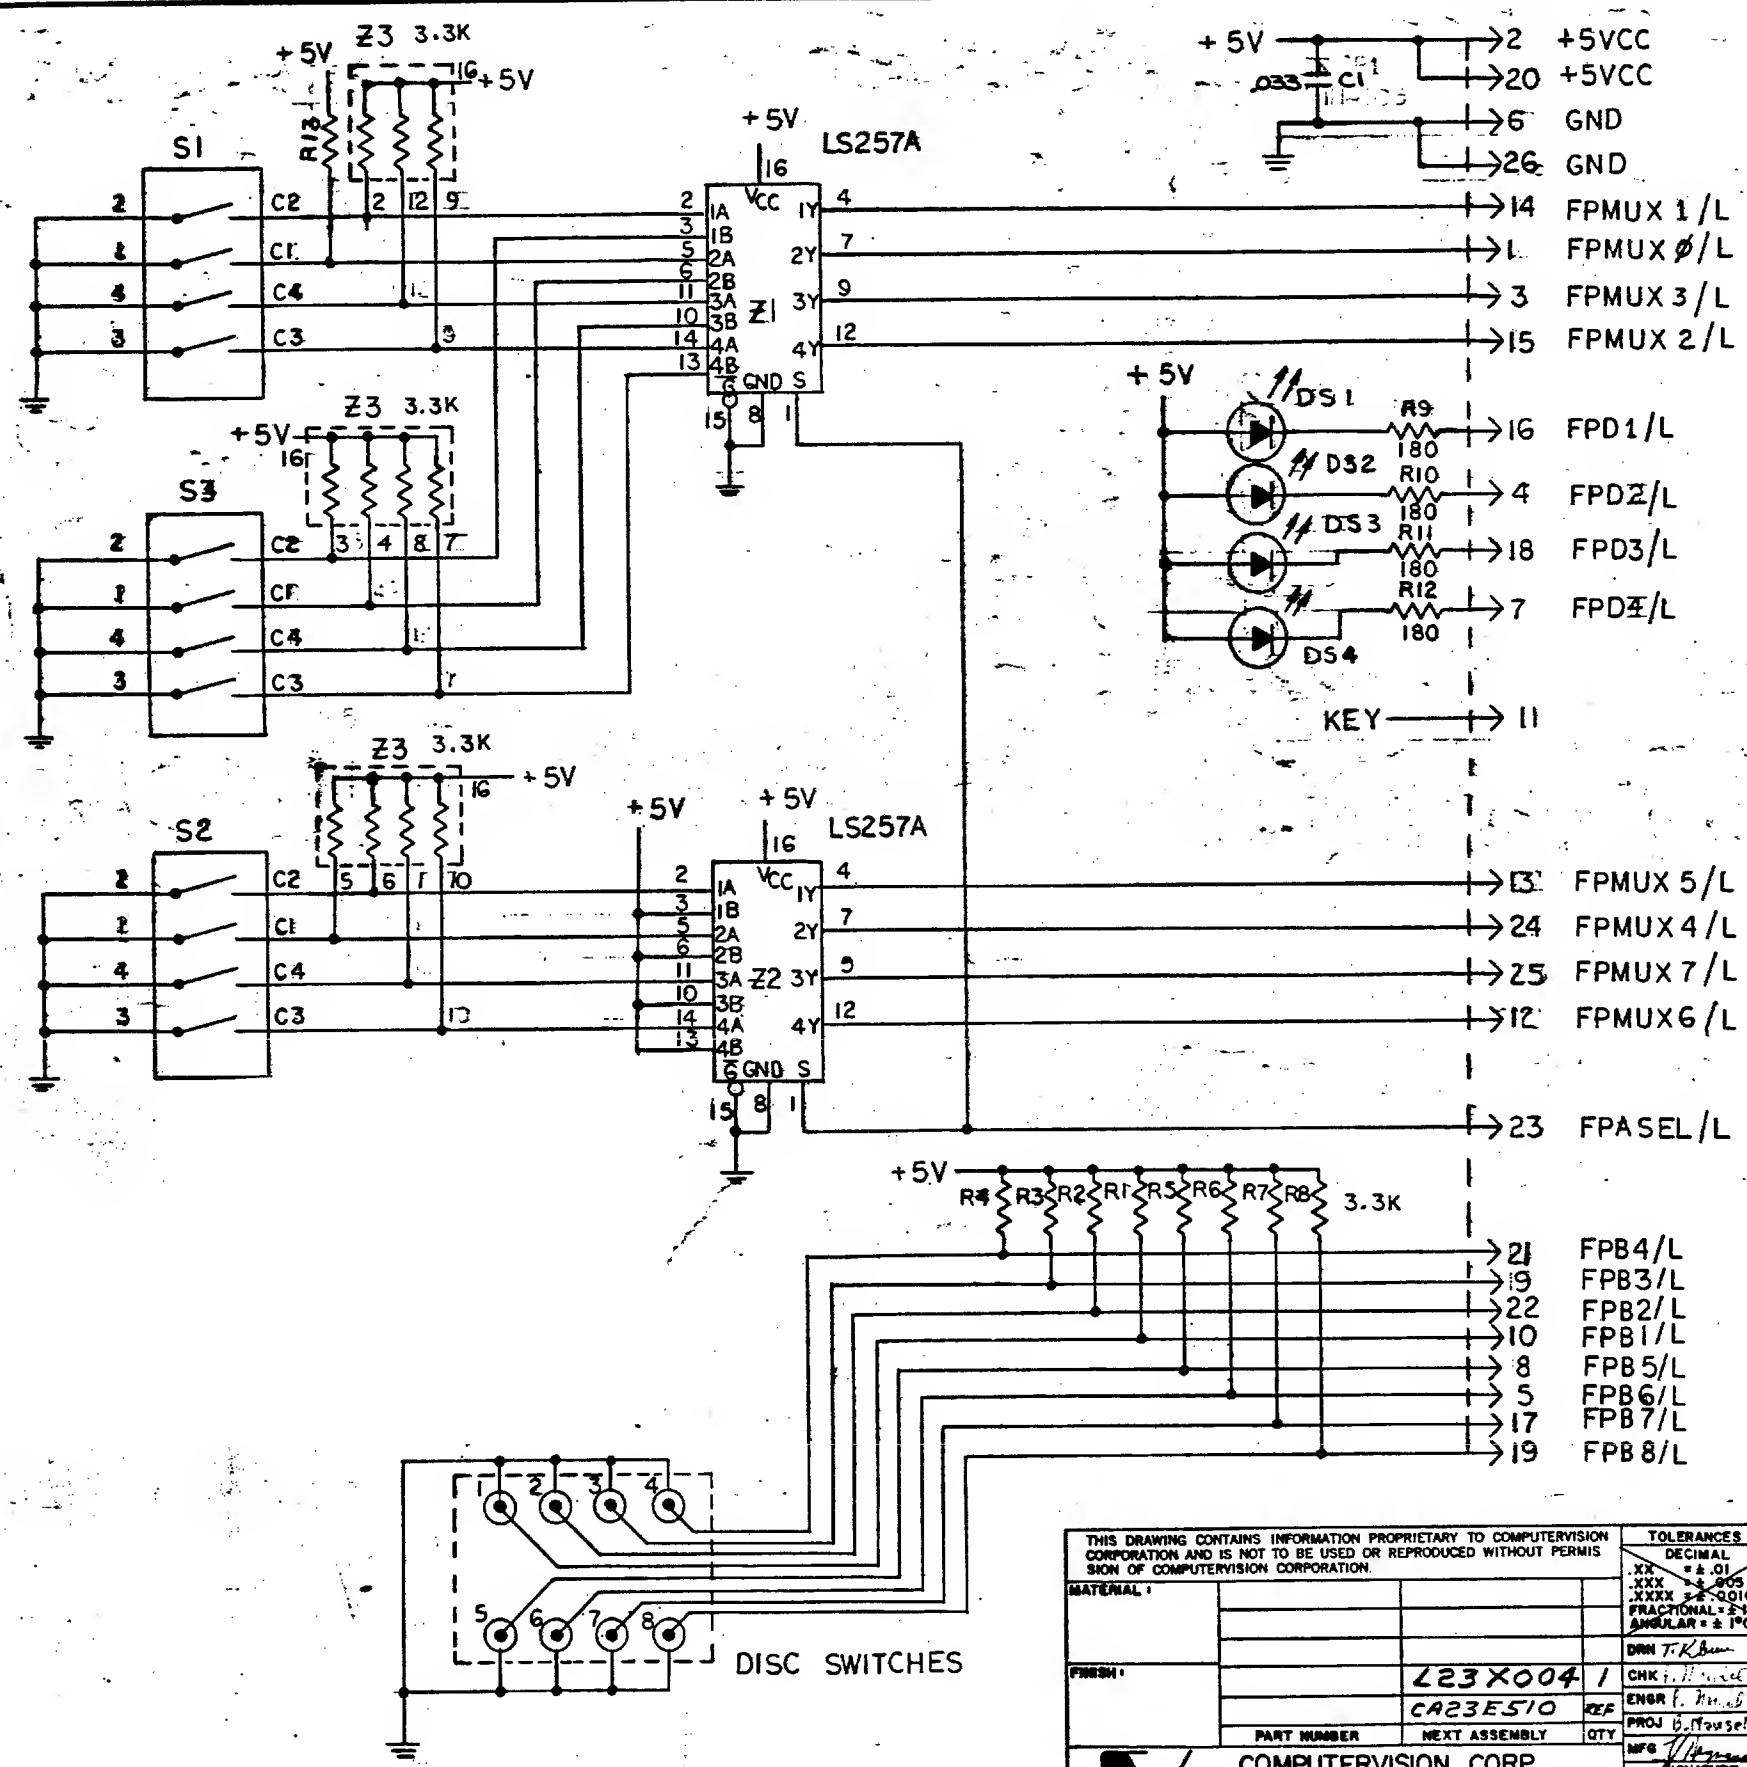 Z3 3.3K
+5V
16 +5V
R13
S1
2 C2 2 12 9
1 C1
4 C4
3 C3 9
+5V
LS257A
16
VCC
2 1A 1Y 4
3 1B
5 2A 2Y 7
6 2B
11 3A 3Y 9
10 3B Z1
14 4A 4Y 12
13 4B
G GND S
15 8 1
+5V 2 +5VCC
.033 C1 20 +5VCC
6 GND
26 GND
14 FPMUX 1/L
1 FPMUX Ø/L
3 FPMUX 3/L
15 FPMUX 2/L
+5V
DS1 R9 180 16 FPD1/L
DS2 R10 180 4 FPD2/L
DS3 R11 180 18 FPD3/L
DS4 R12 180 7 FPD4/L
KEY 11
Z3 3.3K
+5V
16
S3
2 C2 3 4 8 7
1 C1
4 C4
3 C3
Z3 3.3K
16 +5V
S2
2 C2 5 6 1 10
1 C1
4 C4
3 C3
+5V
+5V
LS257A
16
VCC
2 1A 1Y 4
3 1B
5 2A 2Y 7
6 2B
11 3A Z2 3Y 9
10 3B
14 4A 4Y 12
13 4B
G GND S
15 8 1
13 FPMUX 5/L
24 FPMUX 4/L
25 FPMUX 7/L
12 FPMUX 6/L
23 FPASEL/L
+5V
R4 R3 R2 R1 R5 R6 R7 R8 3.3K
21 FPB4/L
9 FPB3/L
22 FPB2/L
10 FPB1/L
8 FPB5/L
5 FPB6/L
17 FPB7/L
19 FPB8/L
1 2 3 4
5 6 7 8
DISC SWITCHES
THIS DRAWING CONTAINS INFORMATION PROPRIETARY TO COMPUTERVISION
CORPORATION AND IS NOT TO BE USED OR REPRODUCED WITHOUT PERMIS
SION OF COMPUTERVISION CORPORATION.
TOLERANCES
DECIMAL
.XX = ± .01
.XXX = ± .005
.XXXX = ± .001
FRACTIONAL = ± 1
ANGULAR = ± 1°
MATERIAL:
FINISH:
L23X004 1
CA23E510 REF
PART NUMBER NEXT ASSEMBLY QTY
DRN
CHK
ENGR
PROJ
MFG
COMPUTERVISION CORP